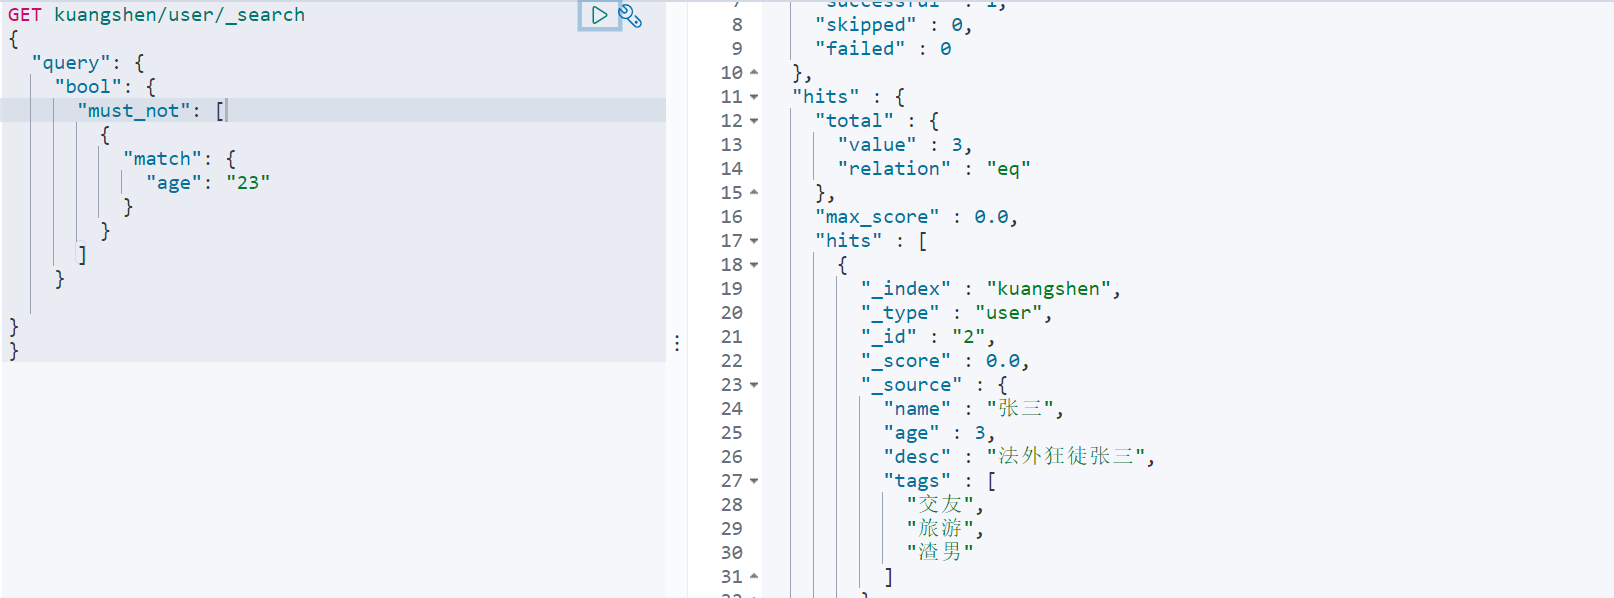 GET kuangshen/user/_search
{
"query": {
"bool": {
"must_not": [
{
"match": {
"age": "23"
}
}
]
}
}
}
7 "successful" : 1,
8 "skipped" : 0,
9 "failed" : 0
10 },
11 "hits" : {
12 "total" : {
13 "value" : 3,
14 "relation" : "eq"
15 },
16 "max_score" : 0.0,
17 "hits" : [
18 {
19 "_index" : "kuangshen",
20 "_type" : "user",
21 "_id" : "2",
22 "_score" : 0.0,
23 "_source" : {
24 "name" : "张三",
25 "age" : 3,
26 "desc" : "法外狂徒张三",
27 "tags" : [
28 "交友",
29 "旅游",
30 "渣男"
31 ]